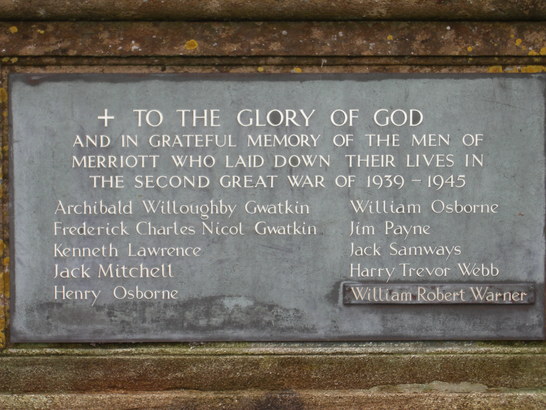 + TO THE GLORY OF GOD
AND IN GRATEFUL MEMORY OF THE MEN OF
MERRIOTT WHO LAID DOWN THEIR LIVES IN
THE SECOND GREAT WAR OF 1939 – 1945
Archibald Willoughby Gwatkin
Frederick Charles Nicol Gwatkin
Kenneth Lawrence
Jack Mitchell
Henry Osborne
William Osborne
Jim Payne
Jack Samways
Harry Trevor Webb
William Robert Warner